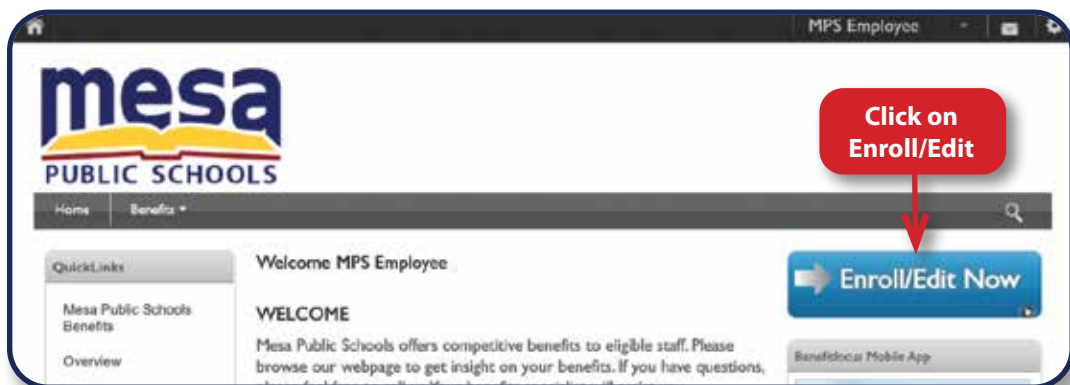 MPS Employee
mesa
PUBLIC SCHOOLS
Click on
Enroll/Edit
Home Benefits
QuickLinks
Mesa Public Schools
Benefits
Overview
Welcome MPS Employee
WELCOME
Mesa Public Schools offers competitive benefits to eligible staff. Please
browse our webpage to get insight on your benefits. If you have questions,
Enroll/Edit Now
Benefitfocus Mobile App